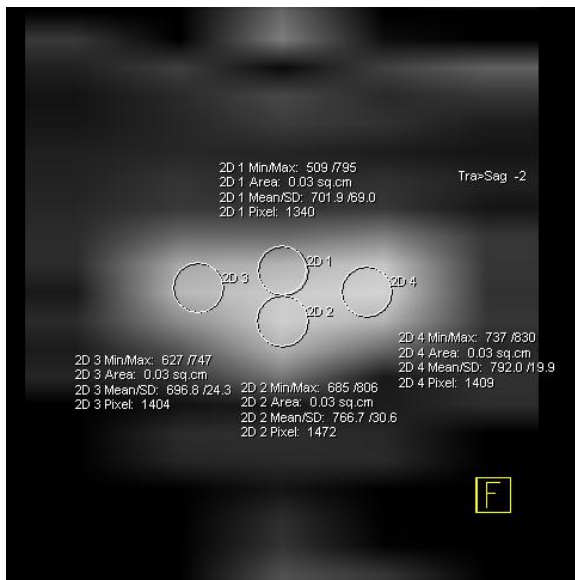 2D 1 Min/Max: 509 /795
2D 1 Area: 0.03 sq.cm
2D 1 Mean/SD: 701.9 /69.0
2D 1 Pixel: 1340
Tra>Sag -2
2D 1
2D 3
2D 4
2D 2
2D 4 Min/Max: 737 /830
2D 4 Area: 0.03 sq.cm
2D 4 Mean/SD: 792.0 /19.9
2D 4 Pixel: 1409
2D 3 Min/Max: 627 /747
2D 3 Area: 0.03 sq.cm
2D 3 Mean/SD: 696.8 /24.3
2D 3 Pixel: 1404
2D 2 Min/Max: 685 /806
2D 2 Area: 0.03 sq.cm
2D 2 Mean/SD: 766.7 /30.6
2D 2 Pixel: 1472
F